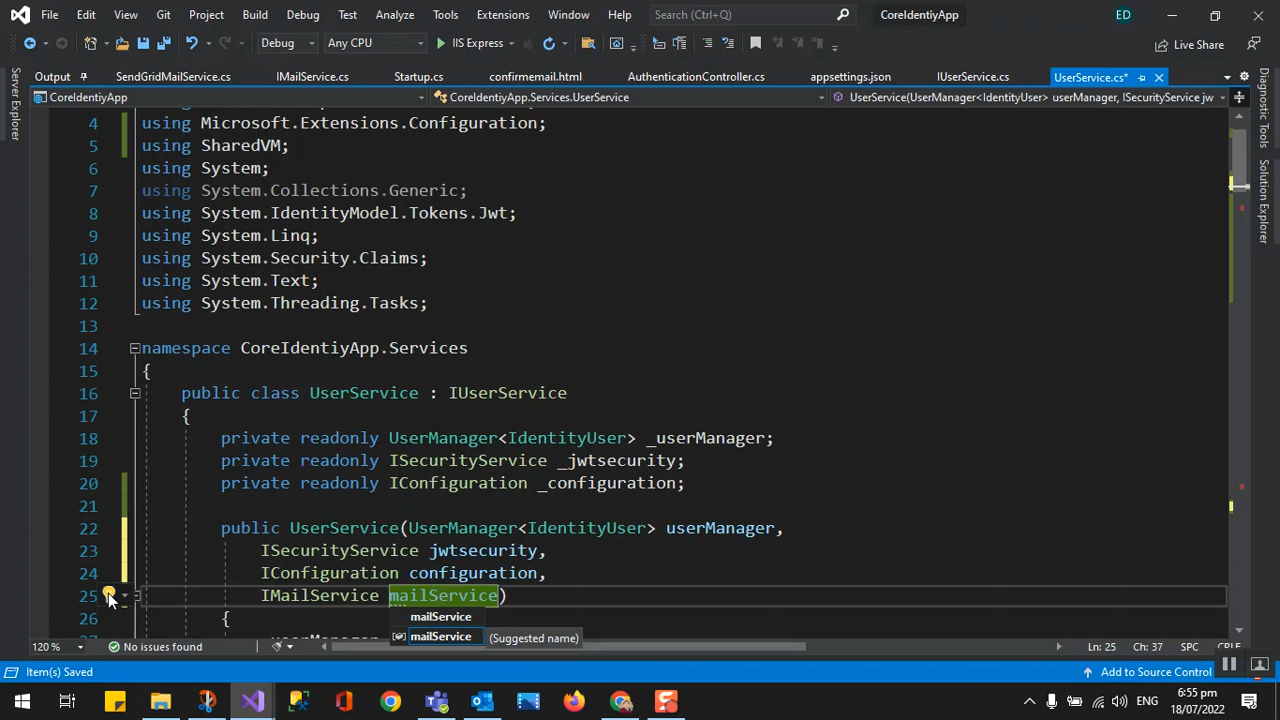 File Edit View Git Project Build Debug Test Analyze Tools Extensions Window Help Search (Ctrl+Q) CoreIdentiyApp ED
Debug Any CPU IIS Express Live Share
Output SendGridMailService.cs IMailService.cs Startup.cs confirmemail.html AuthenticationController.cs appsettings.json IUserService.cs UserService.cs*
CoreIdentiyApp CoreIdentiyApp.Services.UserService UserService(UserManager<IdentityUser> userManager, ISecurityService jw
Server Explorer
Diagnostic Tools
Solution Explorer
4 using Microsoft.Extensions.Configuration;
5 using SharedVM;
6 using System;
7 using System.Collections.Generic;
8 using System.IdentityModel.Tokens.Jwt;
9 using System.Linq;
10 using System.Security.Claims;
11 using System.Text;
12 using System.Threading.Tasks;
13
14 namespace CoreIdentiyApp.Services
15 {
16 public class UserService : IUserService
17 {
18 private readonly UserManager<IdentityUser> _userManager;
19 private readonly ISecurityService _jwtsecurity;
20 private readonly IConfiguration _configuration;
21
22 public UserService(UserManager<IdentityUser> userManager,
23 ISecurityService jwtsecurity,
24 IConfiguration configuration,
25 IMailService mailService)
26 {
mailService
mailService (Suggested name)
120 % No issues found Ln: 25 Ch: 37 SPC CRLF
Item(s) Saved Add to Source Control
ENG 6:55 pm
18/07/2022